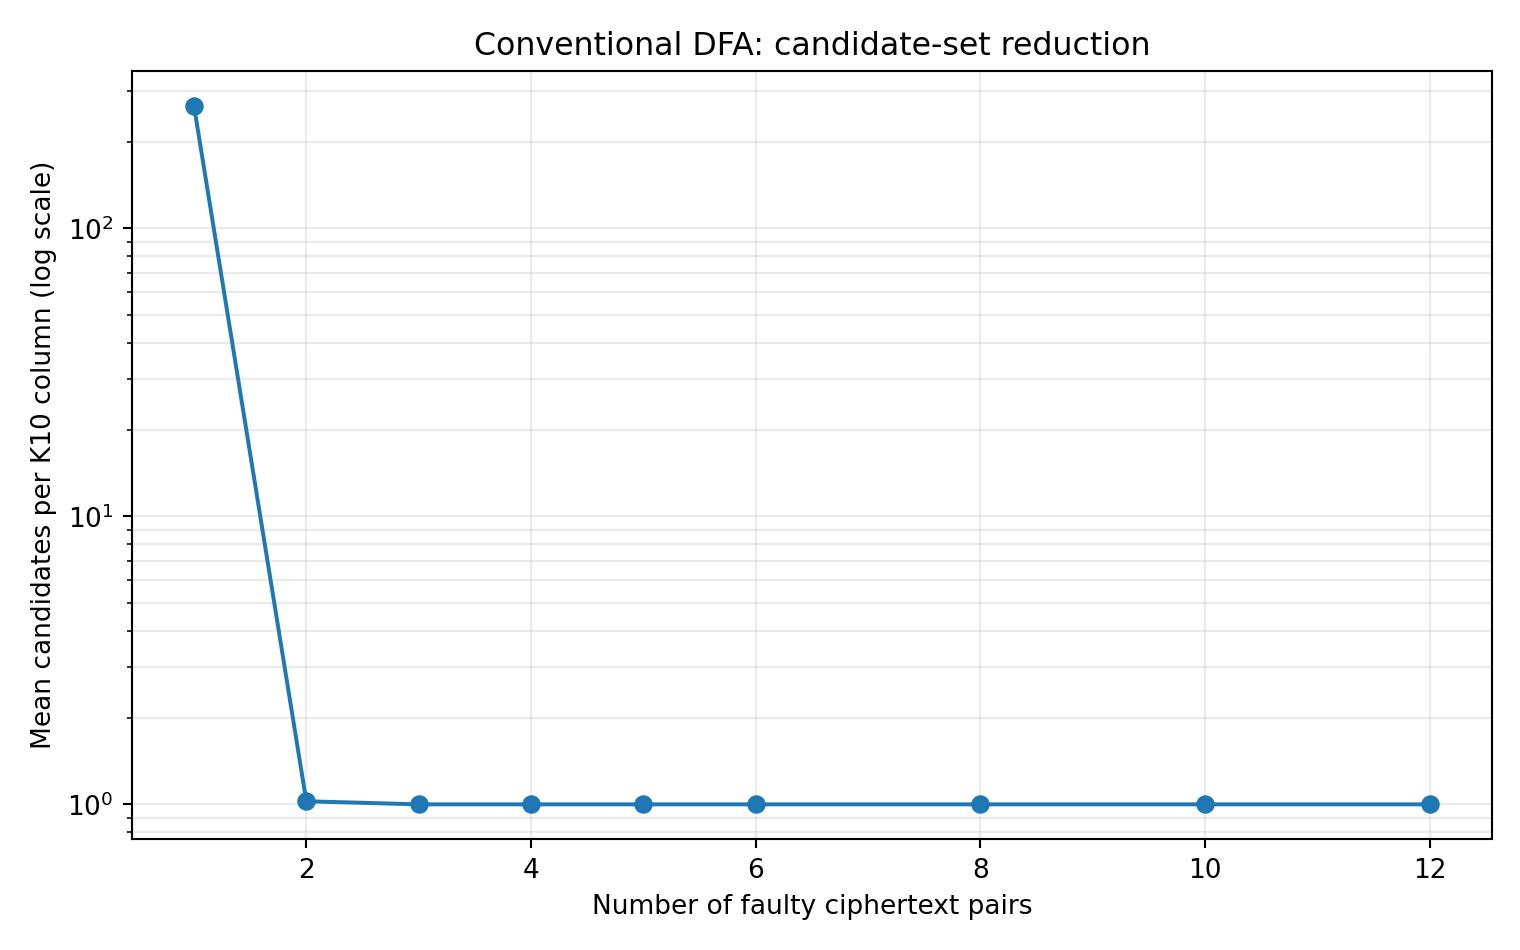 Conventional DFA: candidate-set reduction
Mean candidates per K10 column (log scale)
10²
10¹
10⁰
2 4 6 8 10 12
Number of faulty ciphertext pairs